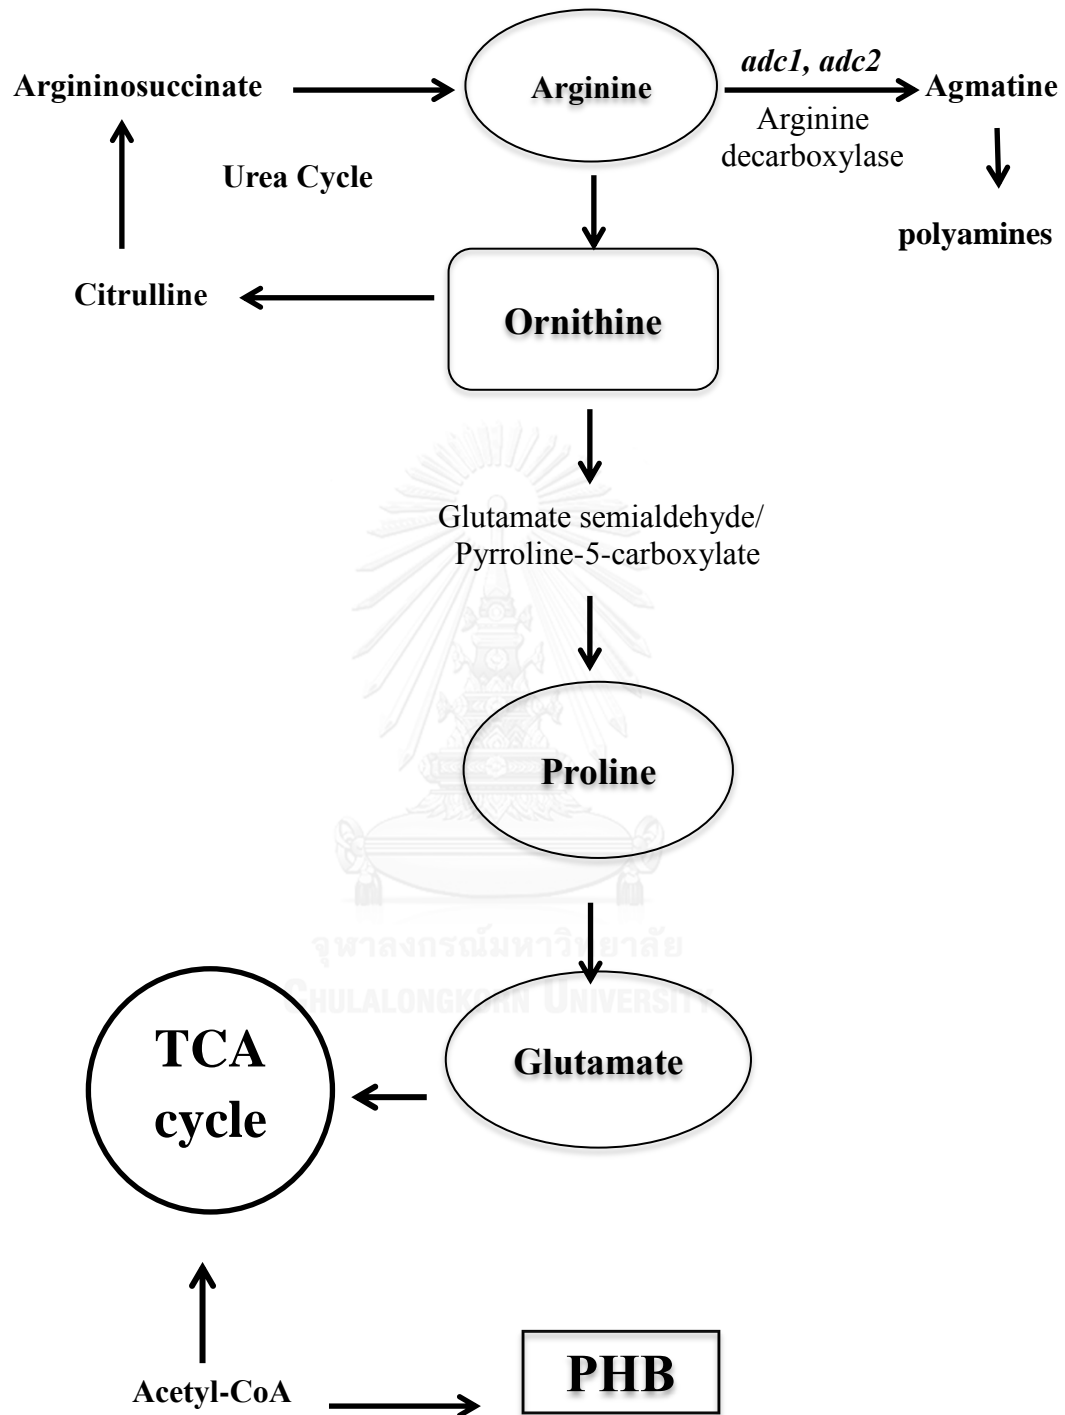 adc1, adc2
Argininosuccinate
Arginine
Agmatine
Arginine
decarboxylase
Urea Cycle
polyamines
Citrulline
Ornithine
Glutamate semialdehyde/
Pyrroline-5-carboxylate
Proline
จุฬาลงกรณ์มหาวิทยาลัย
CHULALONGKORN UNIVERSITY
TCA
cycle
Glutamate
Acetyl-CoA
PHB